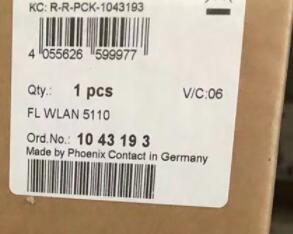 KC: R-R-PCK-1043193
4 055626 599977
Qty.: 1 pcs V/C:06
FL WLAN 5110
Ord.No.: 10 43 19 3
Made by Phoenix Contact in Germany